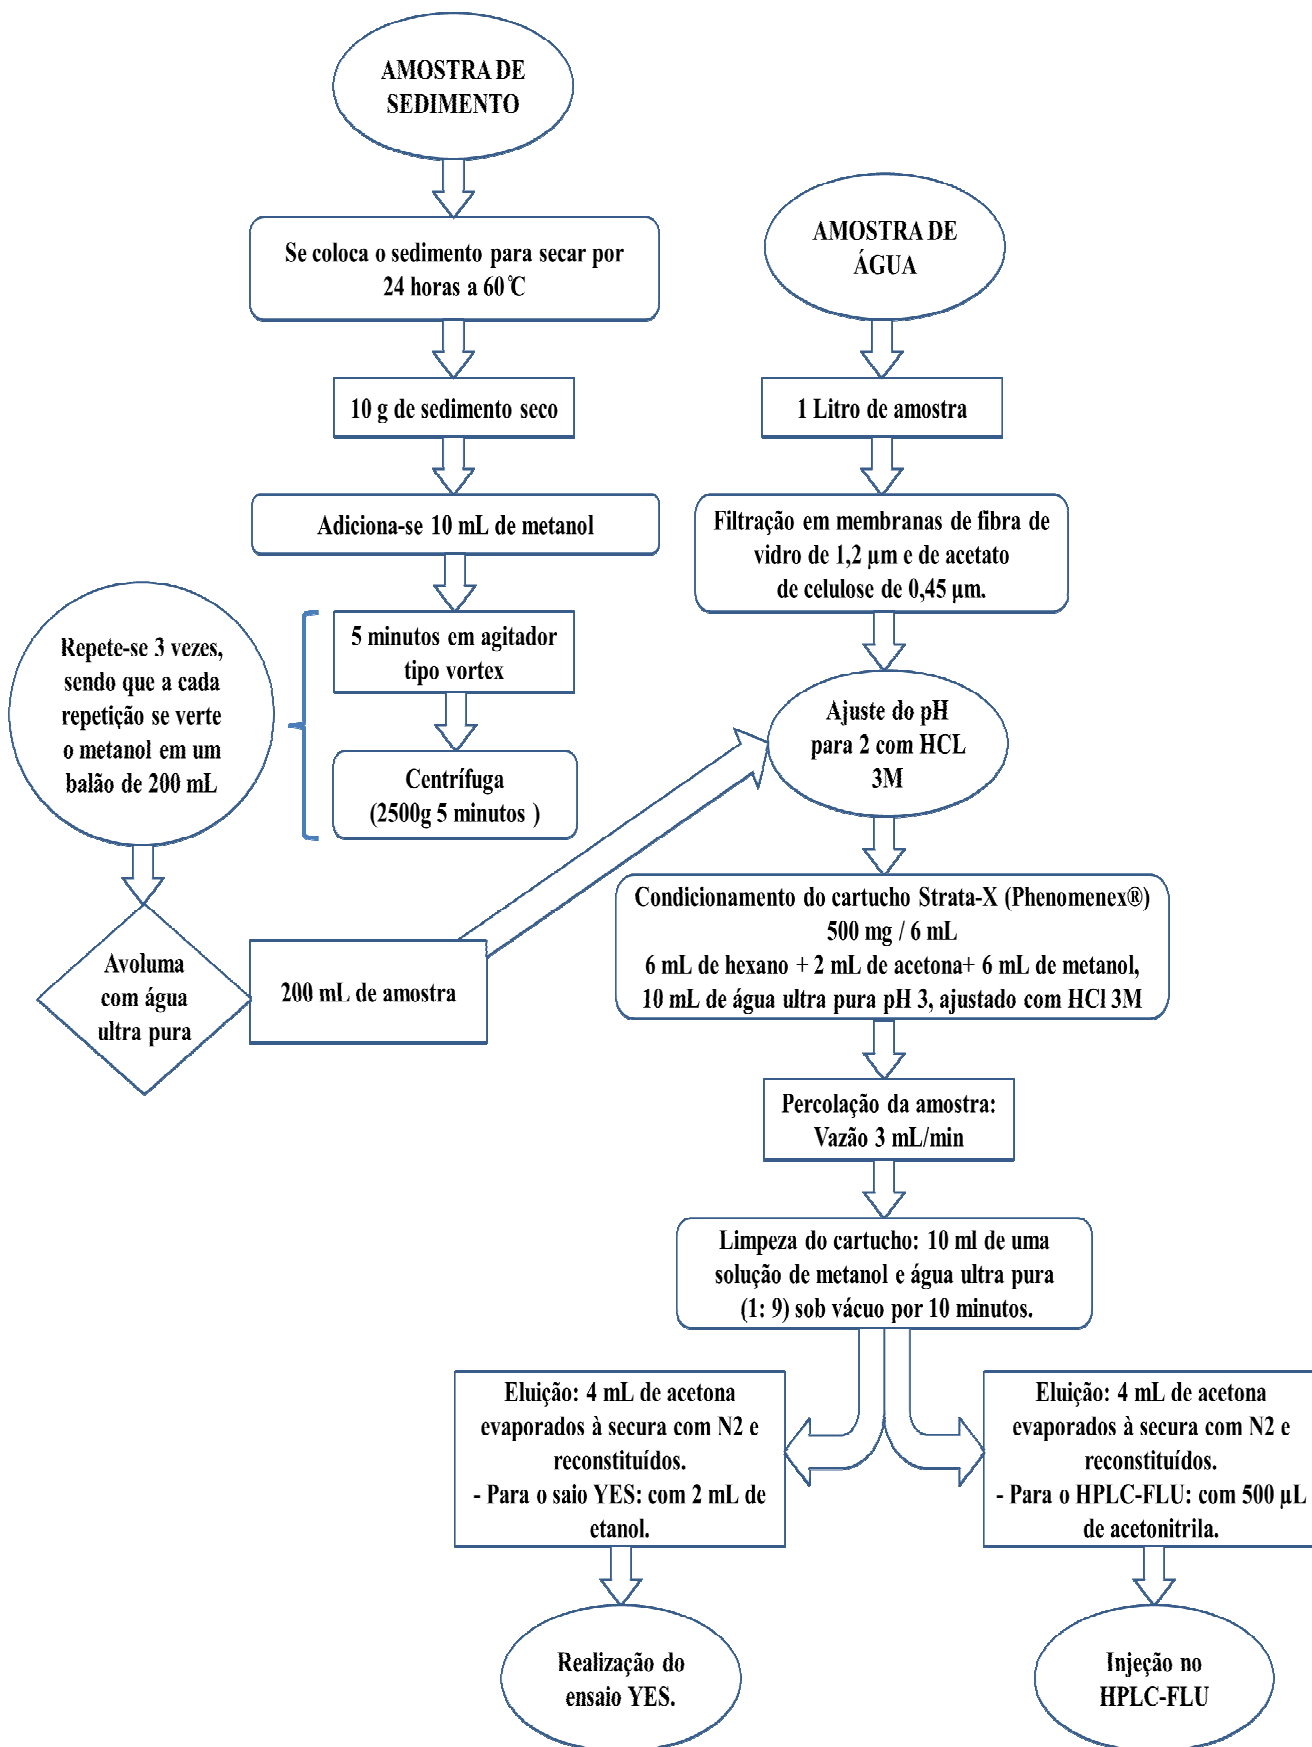 AMOSTRA DE
SEDIMENTO
Se coloca o sedimento para secar por
24 horas a 60°C
10 g de sedimento seco
Adiciona-se 10 mL de metanol
5 minutos em agitador
tipo vortex
Centrífuga
(2500g 5 minutos )
Repete-se 3 vezes,
sendo que a cada
repetição se verte
o metanol em um
balão de 200 mL
Avoluma
com água
ultra pura
200 mL de amostra
AMOSTRA DE
ÁGUA
1 Litro de amostra
Filtração em membranas de fibra de
vidro de 1,2 µm e de acetato
de celulose de 0,45 µm.
Ajuste do pH
para 2 com HCL
3M
Condicionamento do cartucho Strata-X (Phenomenex®)
500 mg / 6 mL
6 mL de hexano + 2 mL de acetona+ 6 mL de metanol,
10 mL de água ultra pura pH 3, ajustado com HCl 3M
Percolação da amostra:
Vazão 3 mL/min
Limpeza do cartucho: 10 ml de uma
solução de metanol e água ultra pura
(1: 9) sob vácuo por 10 minutos.
Eluição: 4 mL de acetona
evaporados à secura com N2 e
reconstituídos.
- Para o saio YES: com 2 mL de
etanol.
Realização do
ensaio YES.
Eluição: 4 mL de acetona
evaporados à secura com N2 e
reconstituídos.
- Para o HPLC-FLU: com 500 µL
de acetonitrila.
Injeção no
HPLC-FLU